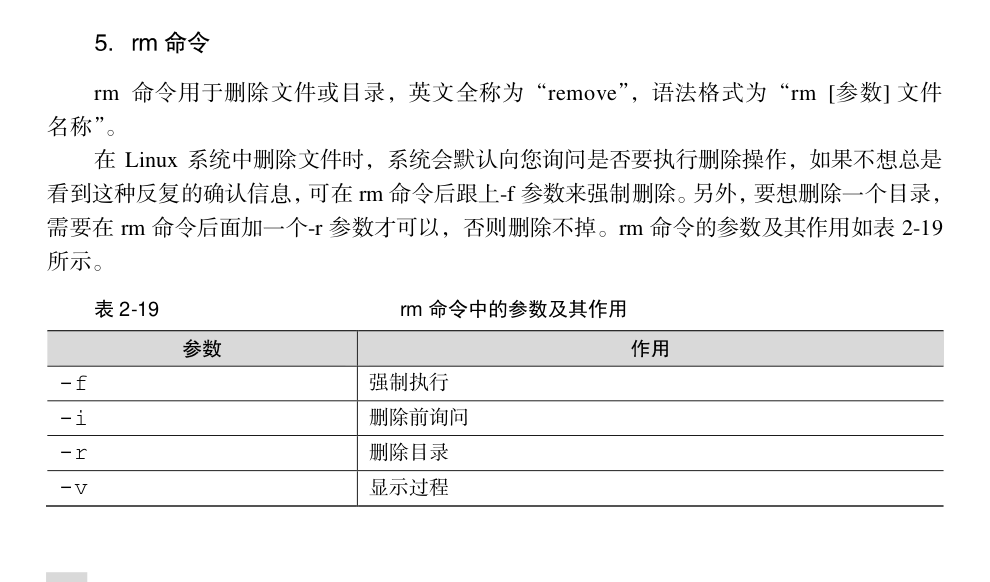 5. rm 命令
rm 命令用于删除文件或目录，英文全称为“remove”，语法格式为“rm [参数] 文件
名称”。
在 Linux 系统中删除文件时，系统会默认向您询问是否要执行删除操作，如果不想总是
看到这种反复的确认信息，可在 rm 命令后跟上-f 参数来强制删除。另外，要想删除一个目录，
需要在 rm 命令后面加一个-r 参数才可以，否则删除不掉。rm 命令的参数及其作用如表 2-19
所示。
表 2-19 rm 命令中的参数及其作用
参数 作用
-f 强制执行
-i 删除前询问
-r 删除目录
-v 显示过程